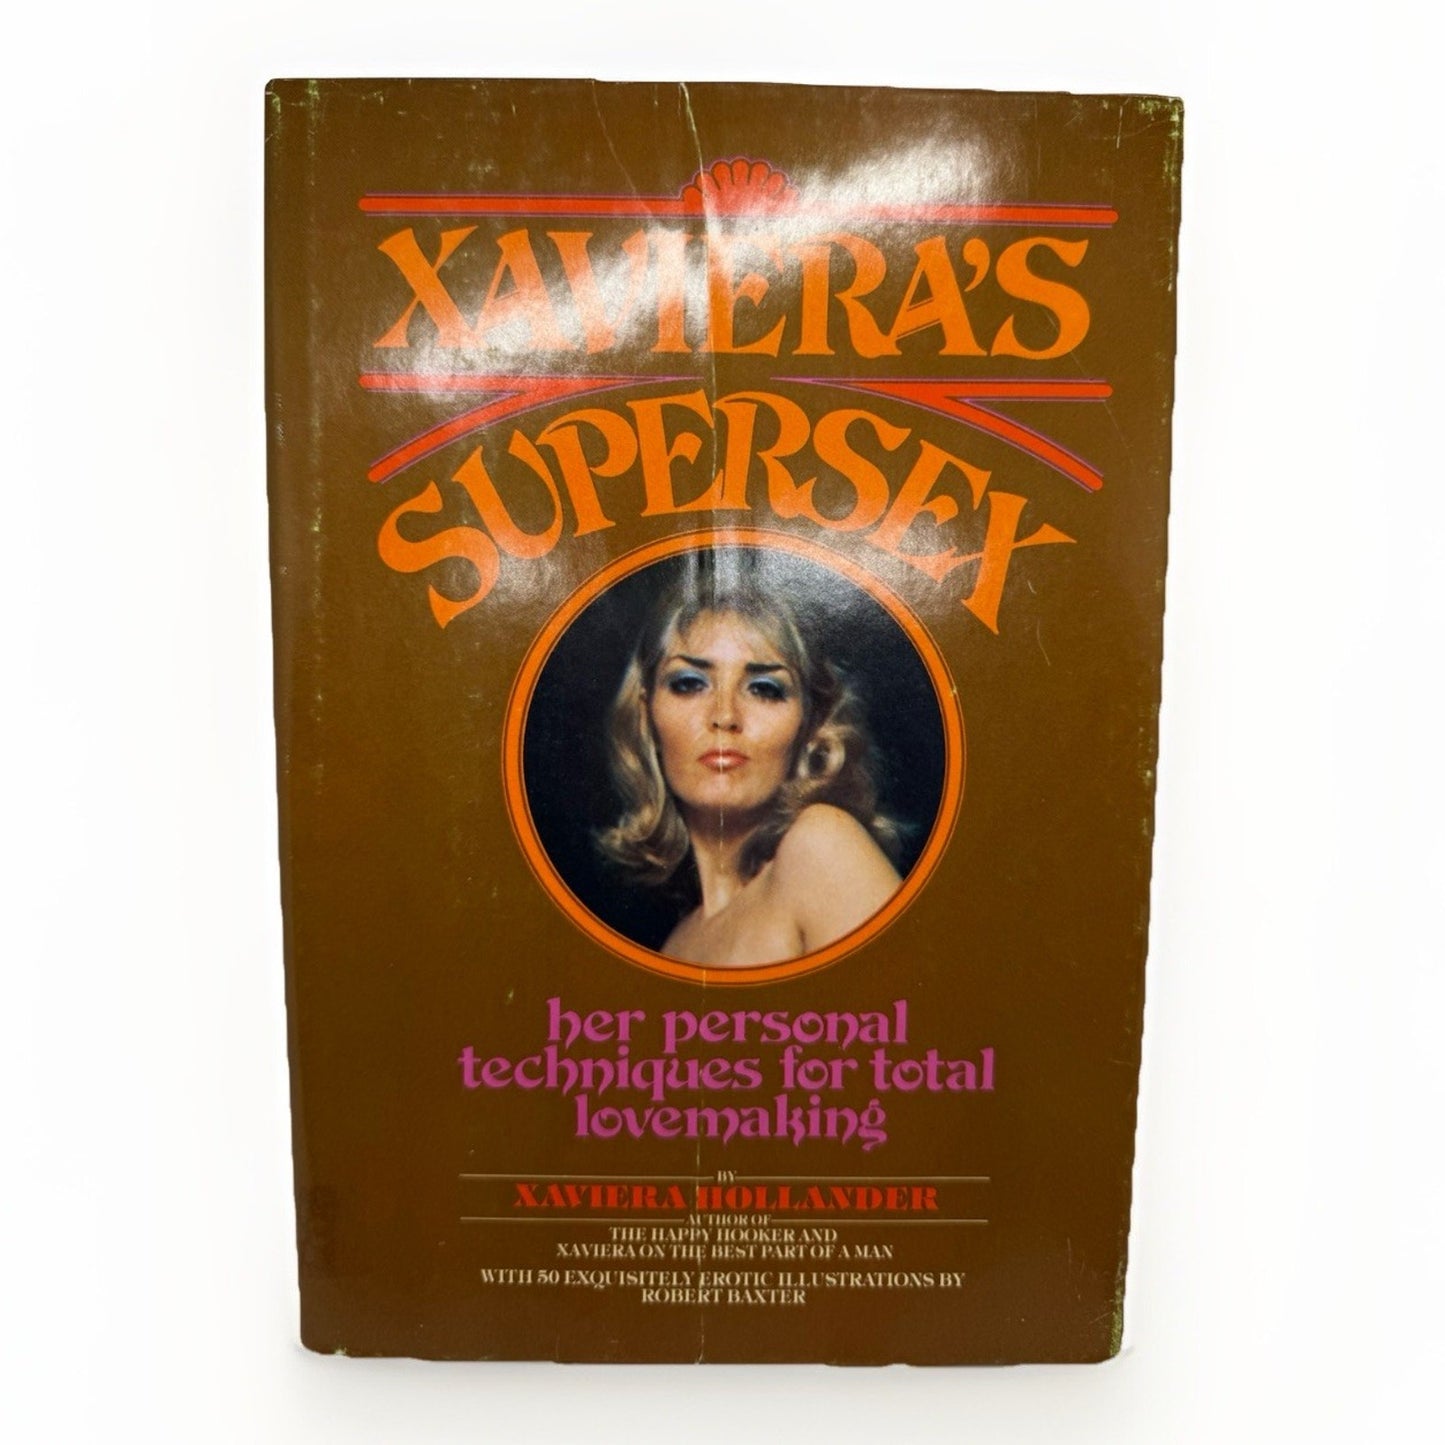 XAVIERA'S
SUPERSEX
her personal
techniques for total
lovemaking
BY
XAVIERA HOLLANDER
AUTHOR OF
THE HAPPY HOOKER AND
XAVIERA ON THE BEST PART OF A MAN
WITH 50 EXQUISITELY EROTIC ILLUSTRATIONS BY
ROBERT BAXTER